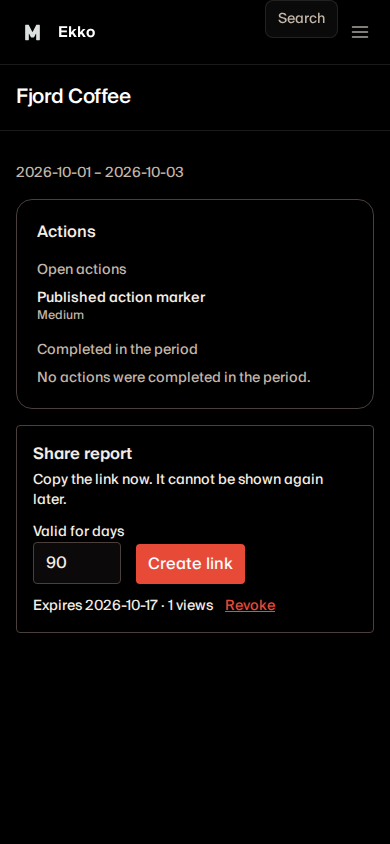 M Ekko
Search
Fjord Coffee
2026-10-01 – 2026-10-03
Actions
Open actions
Published action marker
Medium
Completed in the period
No actions were completed in the period.
Share report
Copy the link now. It cannot be shown again
later.
Valid for days
90
Create link
Expires 2026-10-17 · 1 views Revoke